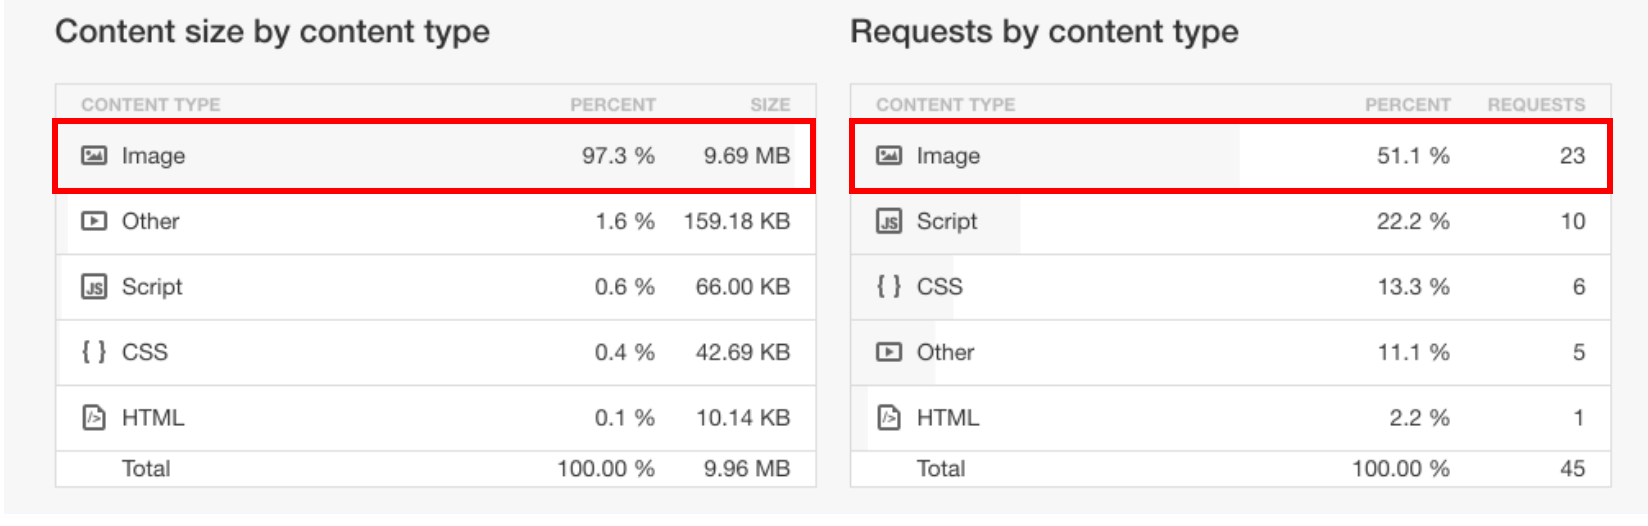 Content size by content type
CONTENT TYPE PERCENT SIZE
Image 97.3 % 9.69 MB
Other 1.6 % 159.18 KB
JS Script 0.6 % 66.00 KB
{ } CSS 0.4 % 42.69 KB
</> HTML 0.1 % 10.14 KB
Total 100.00 % 9.96 MB
Requests by content type
CONTENT TYPE PERCENT REQUESTS
Image 51.1 % 23
JS Script 22.2 % 10
{ } CSS 13.3 % 6
Other 11.1 % 5
</> HTML 2.2 % 1
Total 100.00 % 45